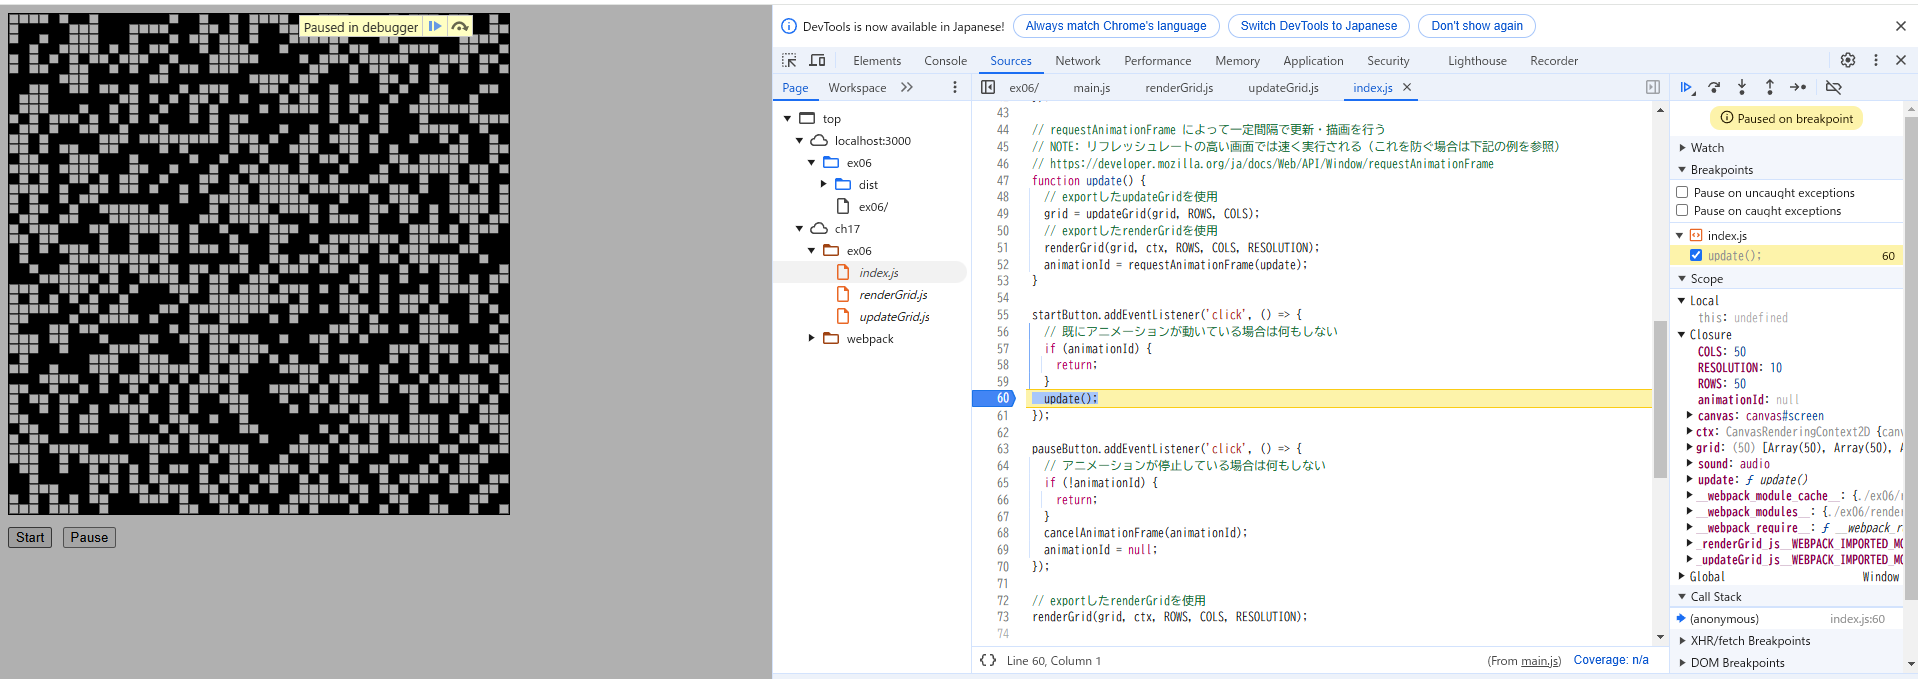 Paused in debugger
Start
Pause
DevTools is now available in Japanese!
Always match Chrome's language
Switch DevTools to Japanese
Don't show again
Elements
Console
Sources
Network
Performance
Memory
Application
Security
Lighthouse
Recorder
Page
Workspace
top
localhost:3000
ex06
dist
ex06/
ch17
ex06
index.js
renderGrid.js
updateGrid.js
webpack
ex06/
main.js
renderGrid.js
updateGrid.js
index.js
43
44 // requestAnimationFrame によって一定間隔で更新・描画を行う
45 // NOTE: リフレッシュレートの高い画面では速く実行される（これを防ぐ場合は下記の例を参照）
46 // https://developer.mozilla.org/ja/docs/Web/API/Window/requestAnimationFrame
47 function update() {
48 // exportしたupdateGridを使用
49 grid = updateGrid(grid, ROWS, COLS);
50 // exportしたrenderGridを使用
51 renderGrid(grid, ctx, ROWS, COLS, RESOLUTION);
52 animationId = requestAnimationFrame(update);
53 }
54
55 startButton.addEventListener('click', () => {
56 // 既にアニメーションが動いている場合は何もしない
57 if (animationId) {
58 return;
59 }
60 update();
61 });
62
63 pauseButton.addEventListener('click', () => {
64 // アニメーションが停止している場合は何もしない
65 if (!animationId) {
66 return;
67 }
68 cancelAnimationFrame(animationId);
69 animationId = null;
70 });
71
72 // exportしたrenderGridを使用
73 renderGrid(grid, ctx, ROWS, COLS, RESOLUTION);
74
{} Line 60, Column 1
(From main.js)
Coverage: n/a
Paused on breakpoint
Watch
Breakpoints
Pause on uncaught exceptions
Pause on caught exceptions
index.js
update(); 60
Scope
Local
this: undefined
Closure
COLS: 50
RESOLUTION: 10
ROWS: 50
animationId: null
canvas: canvas#screen
ctx: CanvasRenderingContext2D {canv
grid: (50) [Array(50), Array(50), A
sound: audio
update: ƒ update()
__webpack_module_cache__: {./ex06/r
__webpack_modules__: {./ex06/render
__webpack_require__: ƒ __webpack_r
_renderGrid_js__WEBPACK_IMPORTED_MO
_updateGrid_js__WEBPACK_IMPORTED_MO
Global Window
Call Stack
(anonymous) index.js:60
XHR/fetch Breakpoints
DOM Breakpoints